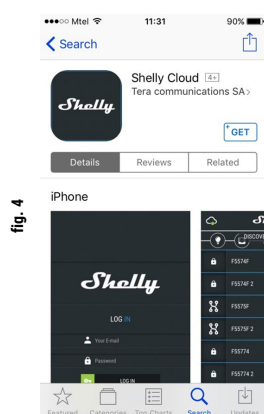 Mtel 11:31 90%
Search
Shelly Cloud 4+
Tera communications SA
Shelly
+ GET
Details Reviews Related
fig. 4
iPhone
Shelly
LOG IN
Your E-mail
Password
LOG IN
DISCOVE
F5574F
F5574F 2
F5575F
F5575F 2
F55774
F55774 2
Featured Categories Top Charts Search Updates